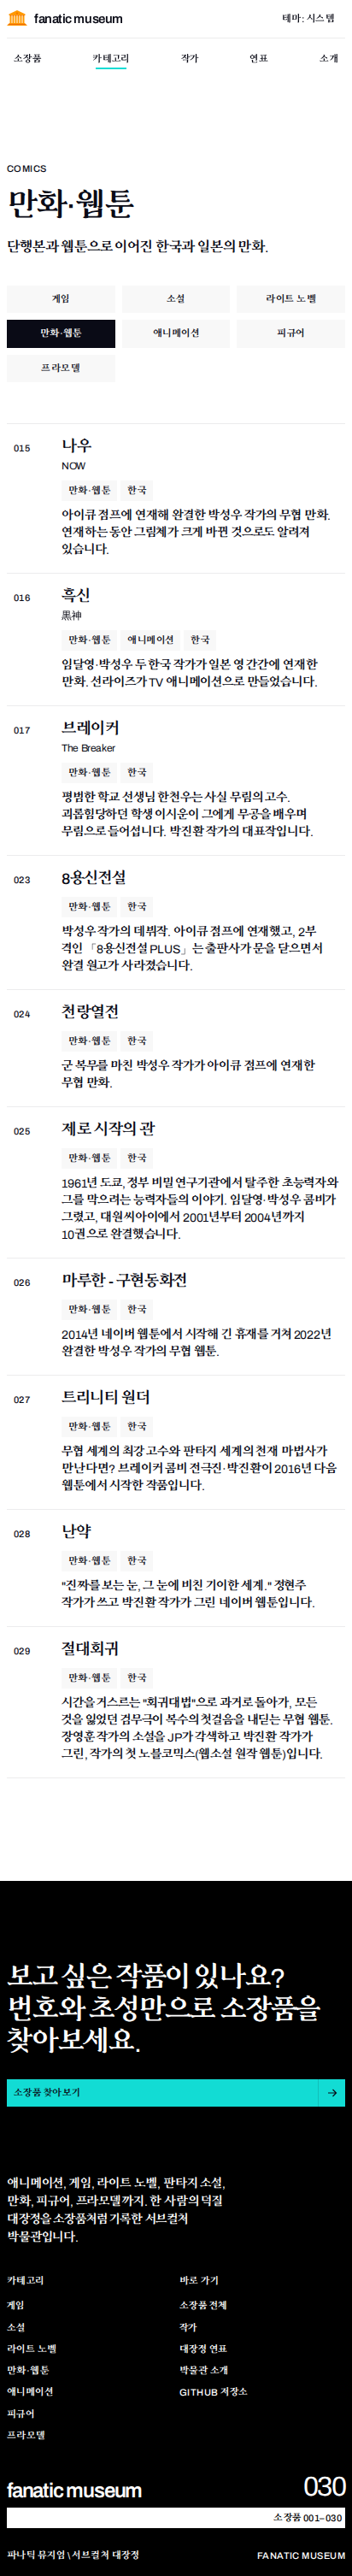 fanatic museum
테마: 시스템
소장품 카테고리 작가 연표 소개
COMICS
만화·웹툰
단행본과 웹툰으로 이어진 한국과 일본의 만화.
게임 소설 라이트 노벨
만화·웹툰 애니메이션 피규어
프라모델
015 나우
NOW
만화·웹툰 한국
아이큐 점프에 연재해 완결한 박성우 작가의 무협 만화.
연재하는 동안 그림체가 크게 바뀐 것으로도 알려져
있습니다.
016 흑신
黒神
만화·웹툰 애니메이션 한국
임달영·박성우 두 한국 작가가 일본 영 간간에 연재한
만화. 선라이즈가 TV 애니메이션으로 만들었습니다.
017 브레이커
The Breaker
만화·웹툰 한국
평범한 학교 선생님 한천우는 사실 무림의 고수.
괴롭힘당하던 학생 이시운이 그에게 무공을 배우며
무림으로 들어섭니다. 박진환 작가의 대표작입니다.
023 8용신전설
만화·웹툰 한국
박성우 작가의 데뷔작. 아이큐 점프에 연재했고, 2부
격인 「8용신전설 PLUS」는 출판사가 문을 닫으면서
완결 원고가 사라졌습니다.
024 천랑열전
만화·웹툰 한국
군 복무를 마친 박성우 작가가 아이큐 점프에 연재한
무협 만화.
025 제로 시작의 관
만화·웹툰 한국
1961년 도쿄, 정부 비밀 연구기관에서 탈주한 초능력자와
그를 막으려는 능력자들의 이야기. 임달영·박성우 콤비가
그렸고, 대원씨아이에서 2001년부터 2004년까지
10권으로 완결했습니다.
026 마루한 - 구현동화전
만화·웹툰 한국
2014년 네이버 웹툰에서 시작해 긴 휴재를 거쳐 2022년
완결한 박성우 작가의 무협 웹툰.
027 트리니티 원더
만화·웹툰 한국
무협 세계의 최강 고수와 판타지 세계의 천재 마법사가
만난다면? 브레이커 콤비 전극진·박진환이 2016년 다음
웹툰에서 시작한 작품입니다.
028 난약
만화·웹툰 한국
"진짜를 보는 눈, 그 눈에 비친 기이한 세계." 정현주
작가가 쓰고 박진환 작가가 그린 네이버 웹툰입니다.
029 절대회귀
만화·웹툰 한국
시간을 거스르는 "회귀대법"으로 과거로 돌아가, 모든
것을 잃었던 검무극이 복수의 첫걸음을 내딛는 무협 웹툰.
장영훈 작가의 소설을 JP가 각색하고 박진환 작가가
그린, 작가의 첫 노블코믹스(웹소설 원작 웹툰)입니다.
보고 싶은 작품이 있나요?
번호와 초성만으로 소장품을
찾아보세요.
소장품 찾아보기 →
애니메이션, 게임, 라이트 노벨, 판타지 소설,
만화, 피규어, 프라모델까지. 한 사람의 덕질
대장정을 소장품처럼 기록한 서브컬처
박물관입니다.
카테고리 바로 가기
게임 소장품 전체
소설 작가
라이트 노벨 대장정 연표
만화·웹툰 박물관 소개
애니메이션 GITHUB 저장소
피규어
프라모델
fanatic museum 030
소장품 001–030
파나틱 뮤지엄 \ 서브컬처 대장정 FANATIC MUSEUM